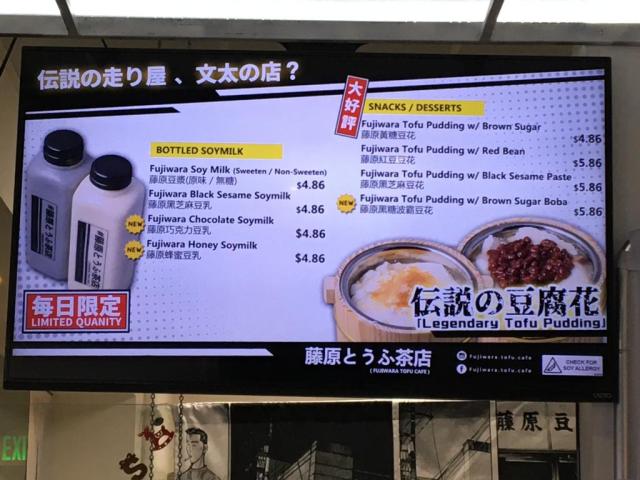 伝説の走り屋、文太の店？
大好評
BOTTLED SOYMILK
Fujiwara Soy Milk (Sweeten / Non-Sweeten)
藤原豆漿(原味 / 無糖)
$4.86
Fujiwara Black Sesame Soymilk
藤原黑芝麻豆乳
$4.86
NEW
Fujiwara Chocolate Soymilk
藤原巧克力豆乳
$4.86
NEW
Fujiwara Honey Soymilk
藤原蜂蜜豆乳
$4.86
SNACKS / DESSERTS
Fujiwara Tofu Pudding w/ Brown Sugar
藤原黃糖豆花
$4.86
Fujiwara Tofu Pudding w/ Red Bean
藤原紅豆豆花
$5.86
Fujiwara Tofu Pudding w/ Black Sesame Paste
藤原黑芝麻豆花
$5.86
NEW
Fujiwara Tofu Pudding w/ Brown Sugar Boba
藤原黑糖波霸豆花
$5.86
毎日限定
LIMITED QUANITY
伝説の豆腐花
「Legendary Tofu Pudding」
藤原とうふ茶店
( FUJIWARA TOFU CAFE )
Fujiwara.tofu.cafe
Fujiwara.tofu.cafe
CHECK FOR
SOY ALLERGY
EXI
藤原豆